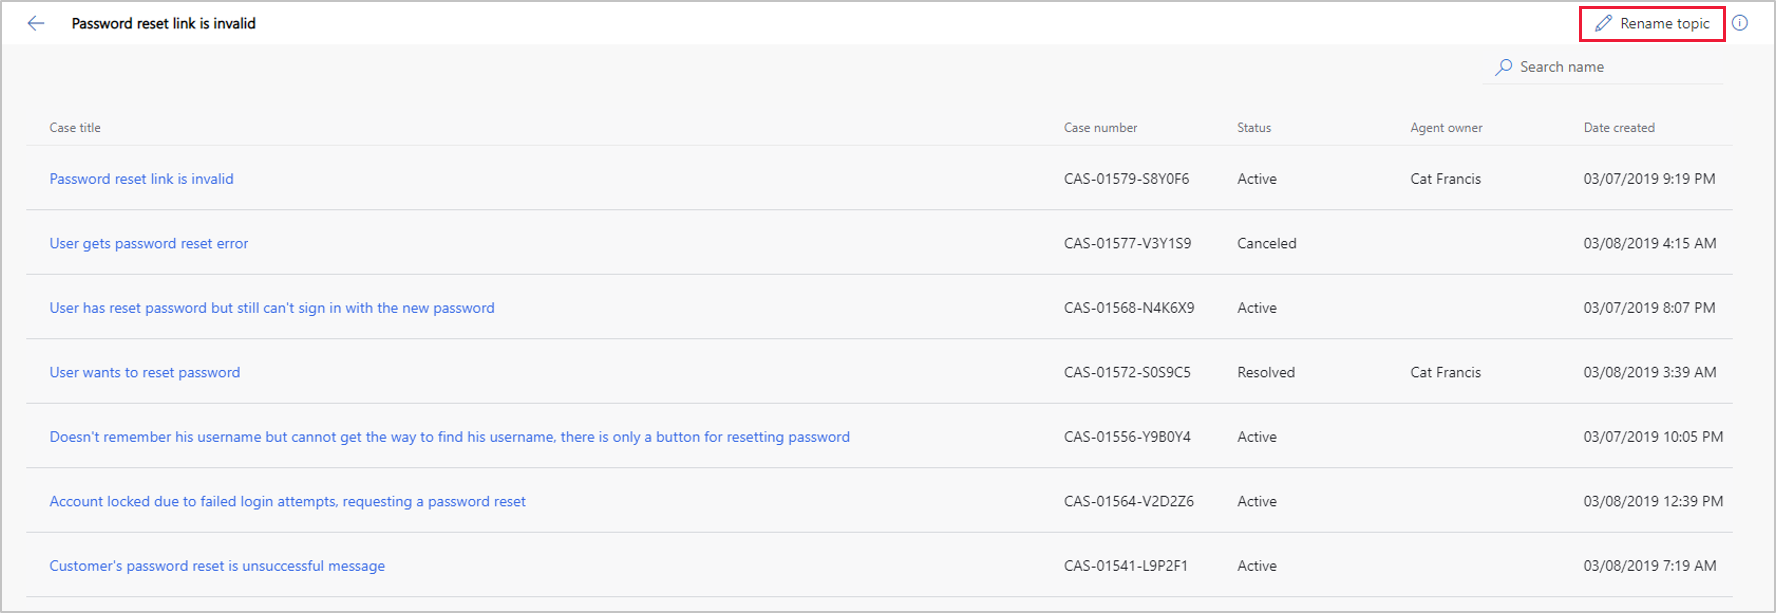 Password reset link is invalid
Rename topic
Search name
Case title Case number Status Agent owner Date created
Password reset link is invalid CAS-01579-S8Y0F6 Active Cat Francis 03/07/2019 9:19 PM
User gets password reset error CAS-01577-V3Y1S9 Canceled 03/08/2019 4:15 AM
User has reset password but still can't sign in with the new password CAS-01568-N4K6X9 Active 03/07/2019 8:07 PM
User wants to reset password CAS-01572-S0S9C5 Resolved Cat Francis 03/08/2019 3:39 AM
Doesn't remember his username but cannot get the way to find his username, there is only a button for resetting password CAS-01556-Y9B0Y4 Active 03/07/2019 10:05 PM
Account locked due to failed login attempts, requesting a password reset CAS-01564-V2D2Z6 Active 03/08/2019 12:39 PM
Customer's password reset is unsuccessful message CAS-01541-L9P2F1 Active 03/08/2019 7:19 AM